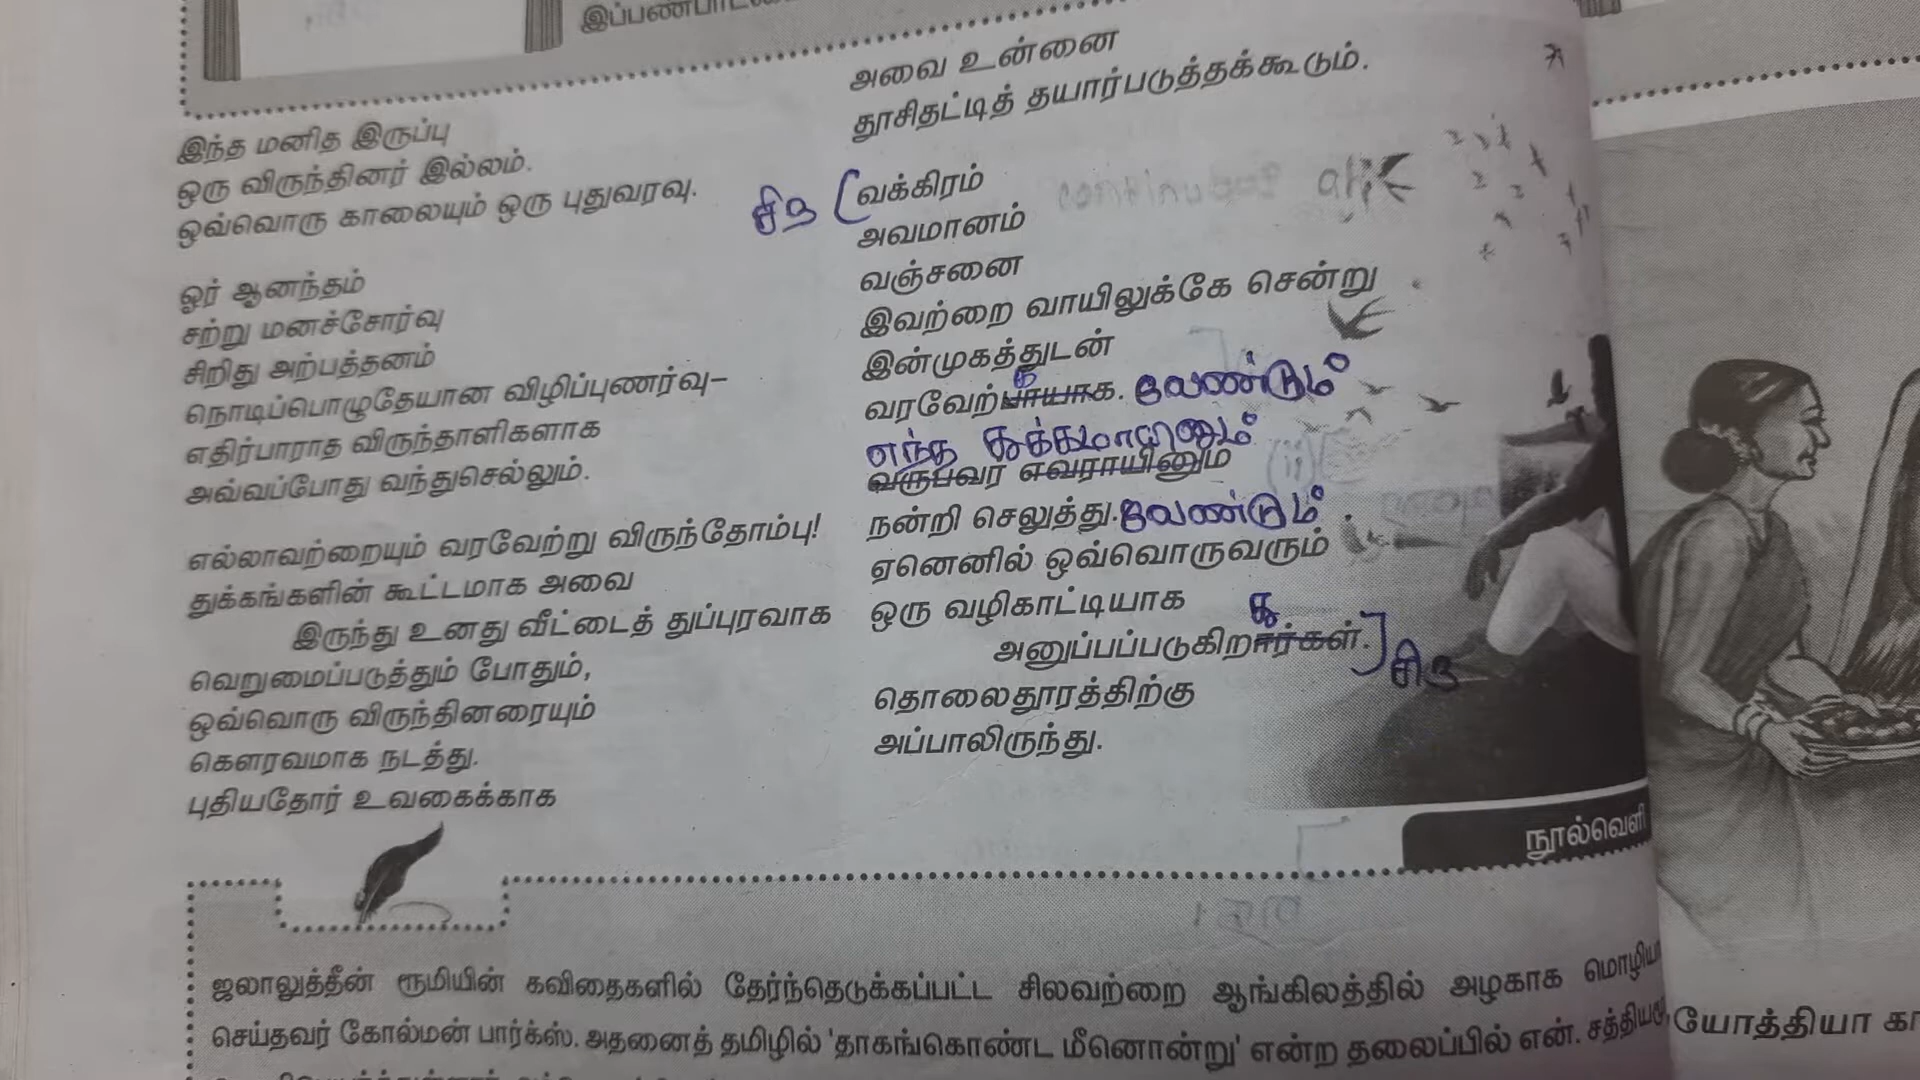 இந்த மனித இருப்பு
ஒரு விருந்தினர் இல்லம்.
ஒவ்வொரு காலையும் ஒரு புதுவரவு.
ஓர் ஆனந்தம்
சற்று மனச்சோர்வு
சிறிது அற்பத்தனம்
நொடிப்பொழுதேயான விழிப்புணர்வு–
எதிர்பாராத விருந்தாளிகளாக
அவ்வப்போது வந்துசெல்லும்.
எல்லாவற்றையும் வரவேற்று விருந்தோம்பு!
துக்கங்களின் கூட்டமாக அவை
இருந்து உனது வீட்டைத் துப்புரவாக
வெறுமைப்படுத்தும் போதும்,
ஒவ்வொரு விருந்தினரையும்
கௌரவமாக நடத்து.
புதியதோர் உவகைக்காக
அவை உன்னை
தூசிதட்டித் தயார்படுத்தக்கூடும்.
வக்கிரம்
அவமானம்
வஞ்சனை
இவற்றை வாயிலுக்கே சென்று
இன்முகத்துடன்
வரவேற்பாயாக. வேண்டும்
எந்த துக்கமாயினும்
வருபவர் எவராயினும்
நன்றி செலுத்து. வேண்டும்
ஏனெனில் ஒவ்வொருவரும்
ஒரு வழிகாட்டியாக
அனுப்பப்படுகிறார்கள்.
தொலைதூரத்திற்கு
அப்பாலிருந்து.
நூல்வெளி
ஜலாலுத்தீன் ரூமியின் கவிதைகளில் தேர்ந்தெடுக்கப்பட்ட சிலவற்றை ஆங்கிலத்தில் அழகாக
செய்தவர் கோல்மன் பார்க்ஸ். அதனைத் தமிழில் 'தாகங்கொண்ட மீனொன்று' என்ற தலைப்பில் என்.